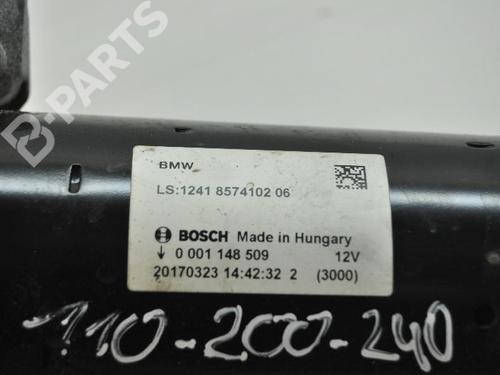 B-PARTS
BMW
LS:1241 8574102 06
BOSCH Made in Hungary
↓ 0 001 148 509 12V
20170323 14:42:32 2 (3000)
110-200-240
B-PARTS